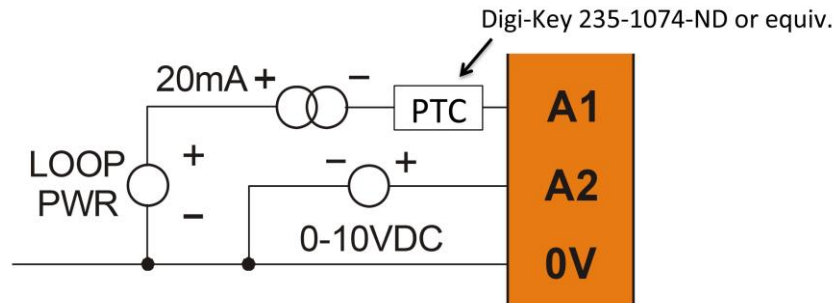 Digi-Key 235-1074-ND or equiv.
20mA + −
PTC
A1
LOOP
PWR
+
−
− +
A2
0-10VDC
0V